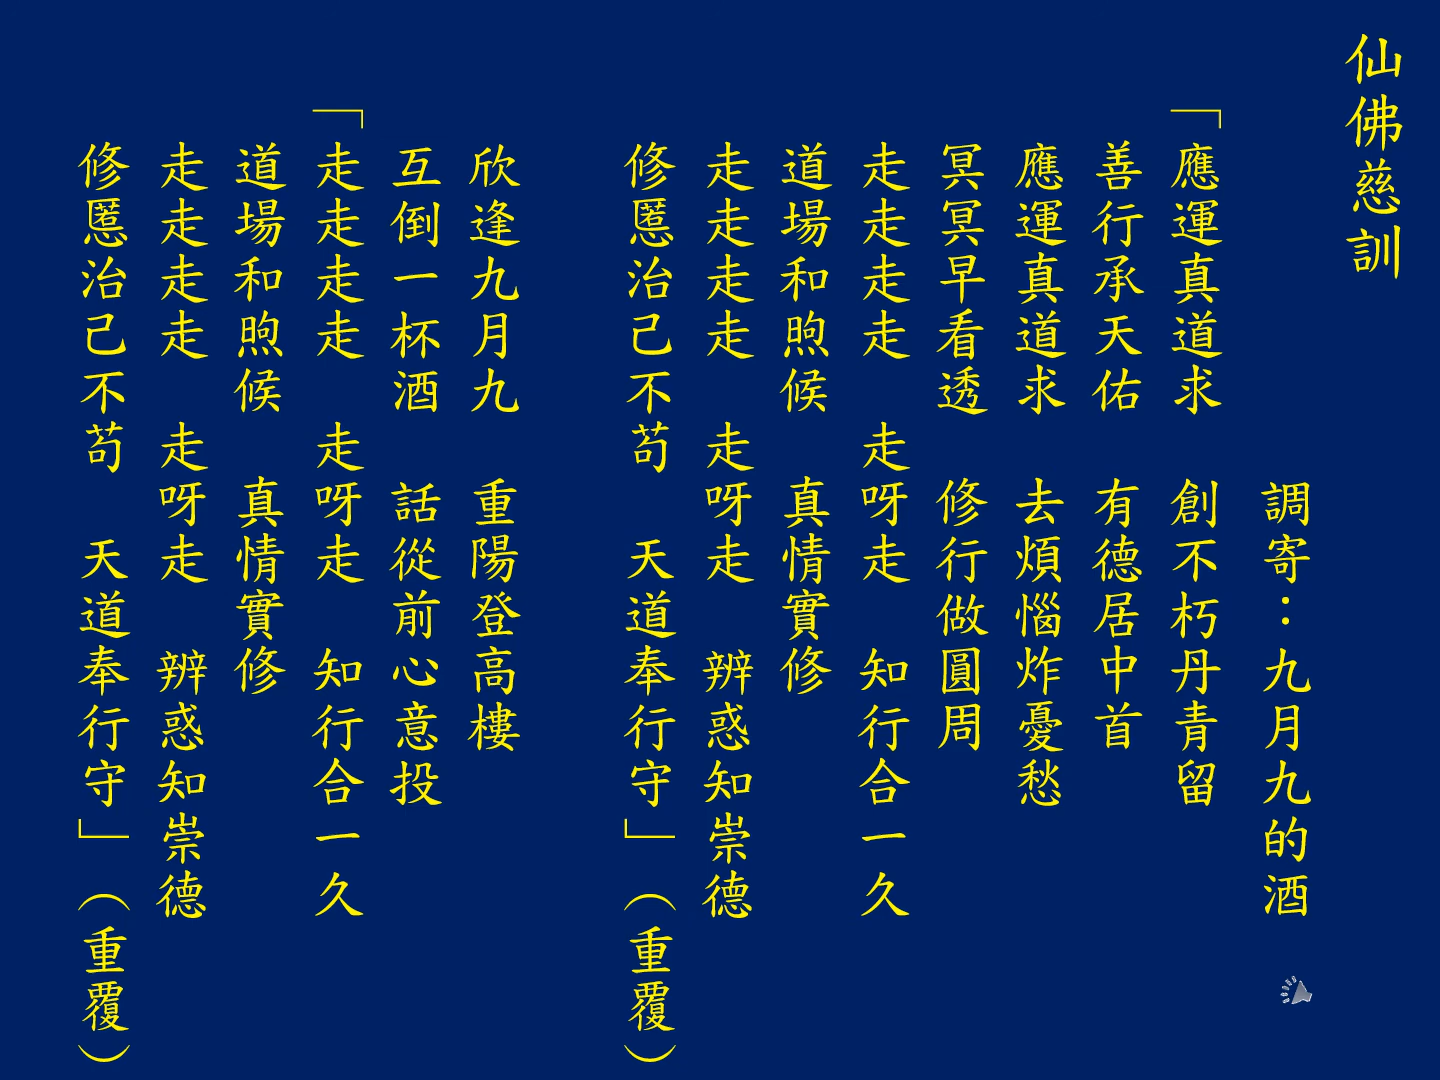 仙佛慈訓
調寄：九月九的酒
「應運真道求　創不朽丹青留
善行承天佑　有德居中首
應運真道求　去煩惱炸憂愁
冥冥早看透　修行做圓周
走走走走　走呀走　知行合一久
道場和煦候　真情實修
走走走走　走呀走　辨惑知崇德
修慝治己不苟　天道奉行守」（重覆）
欣逢九月九　重陽登高樓
互倒一杯酒　話從前心意投
「走走走走　走呀走　知行合一久
道場和煦候　真情實修
走走走走　走呀走　辨惑知崇德
修慝治己不苟　天道奉行守」（重覆）